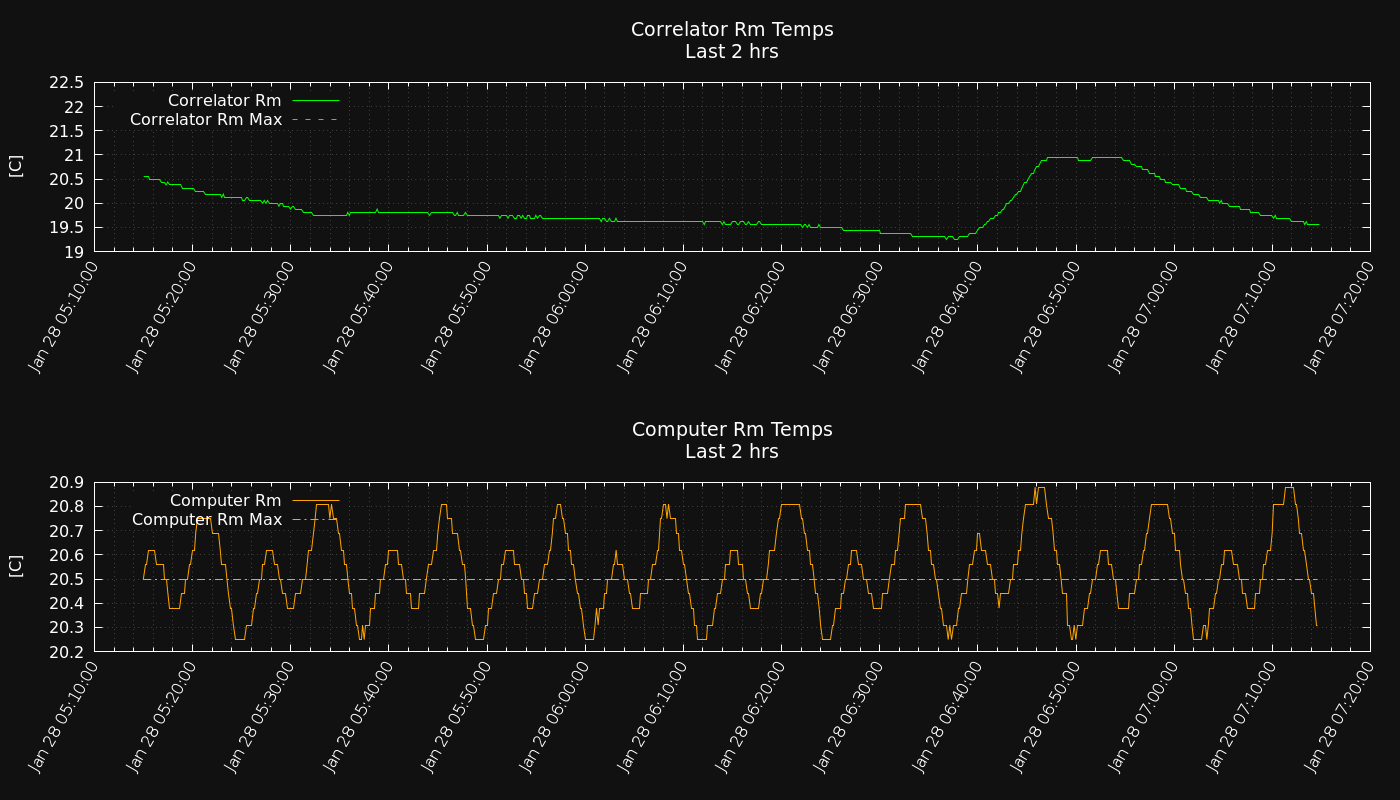 Correlator Rm Temps
Last 2 hrs
22.5
22
21.5
21
20.5
20
19.5
19
[C]
Correlator Rm
Correlator Rm Max
Jan 28 05:10:00
Jan 28 05:20:00
Jan 28 05:30:00
Jan 28 05:40:00
Jan 28 05:50:00
Jan 28 06:00:00
Jan 28 06:10:00
Jan 28 06:20:00
Jan 28 06:30:00
Jan 28 06:40:00
Jan 28 06:50:00
Jan 28 07:00:00
Jan 28 07:10:00
Jan 28 07:20:00
Computer Rm Temps
Last 2 hrs
20.9
20.8
20.7
20.6
20.5
20.4
20.3
20.2
[C]
Computer Rm
Computer Rm Max
Jan 28 05:10:00
Jan 28 05:20:00
Jan 28 05:30:00
Jan 28 05:40:00
Jan 28 05:50:00
Jan 28 06:00:00
Jan 28 06:10:00
Jan 28 06:20:00
Jan 28 06:30:00
Jan 28 06:40:00
Jan 28 06:50:00
Jan 28 07:00:00
Jan 28 07:10:00
Jan 28 07:20:00